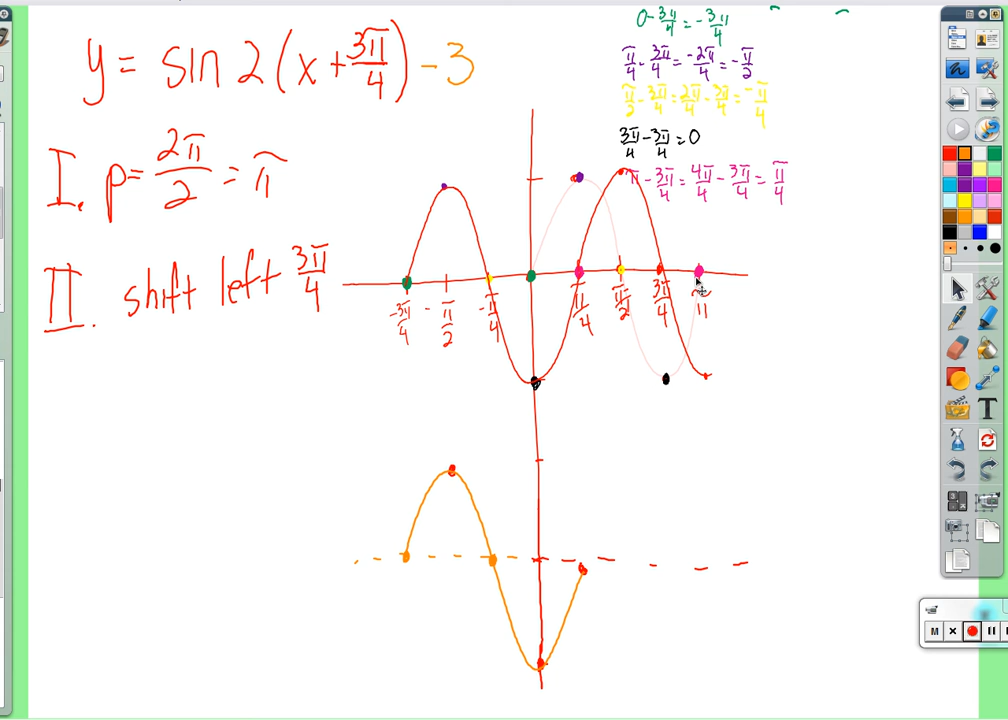 y = sin 2(x + 3π/4) - 3
0 - 3π/4 = -3π/4
π/4 - 3π/4 = -2π/4 = -π/2
π/2 - 3π/4 = 2π/4 - 3π/4 = -π/4
3π/4 - 3π/4 = 0
π - 3π/4 = 4π/4 - 3π/4 = π/4
I. p = 2π/2 = π
II. shift left 3π/4
-3π/4 -π/2 -π/4 π/4 π/2 3π/4 π
T
M X